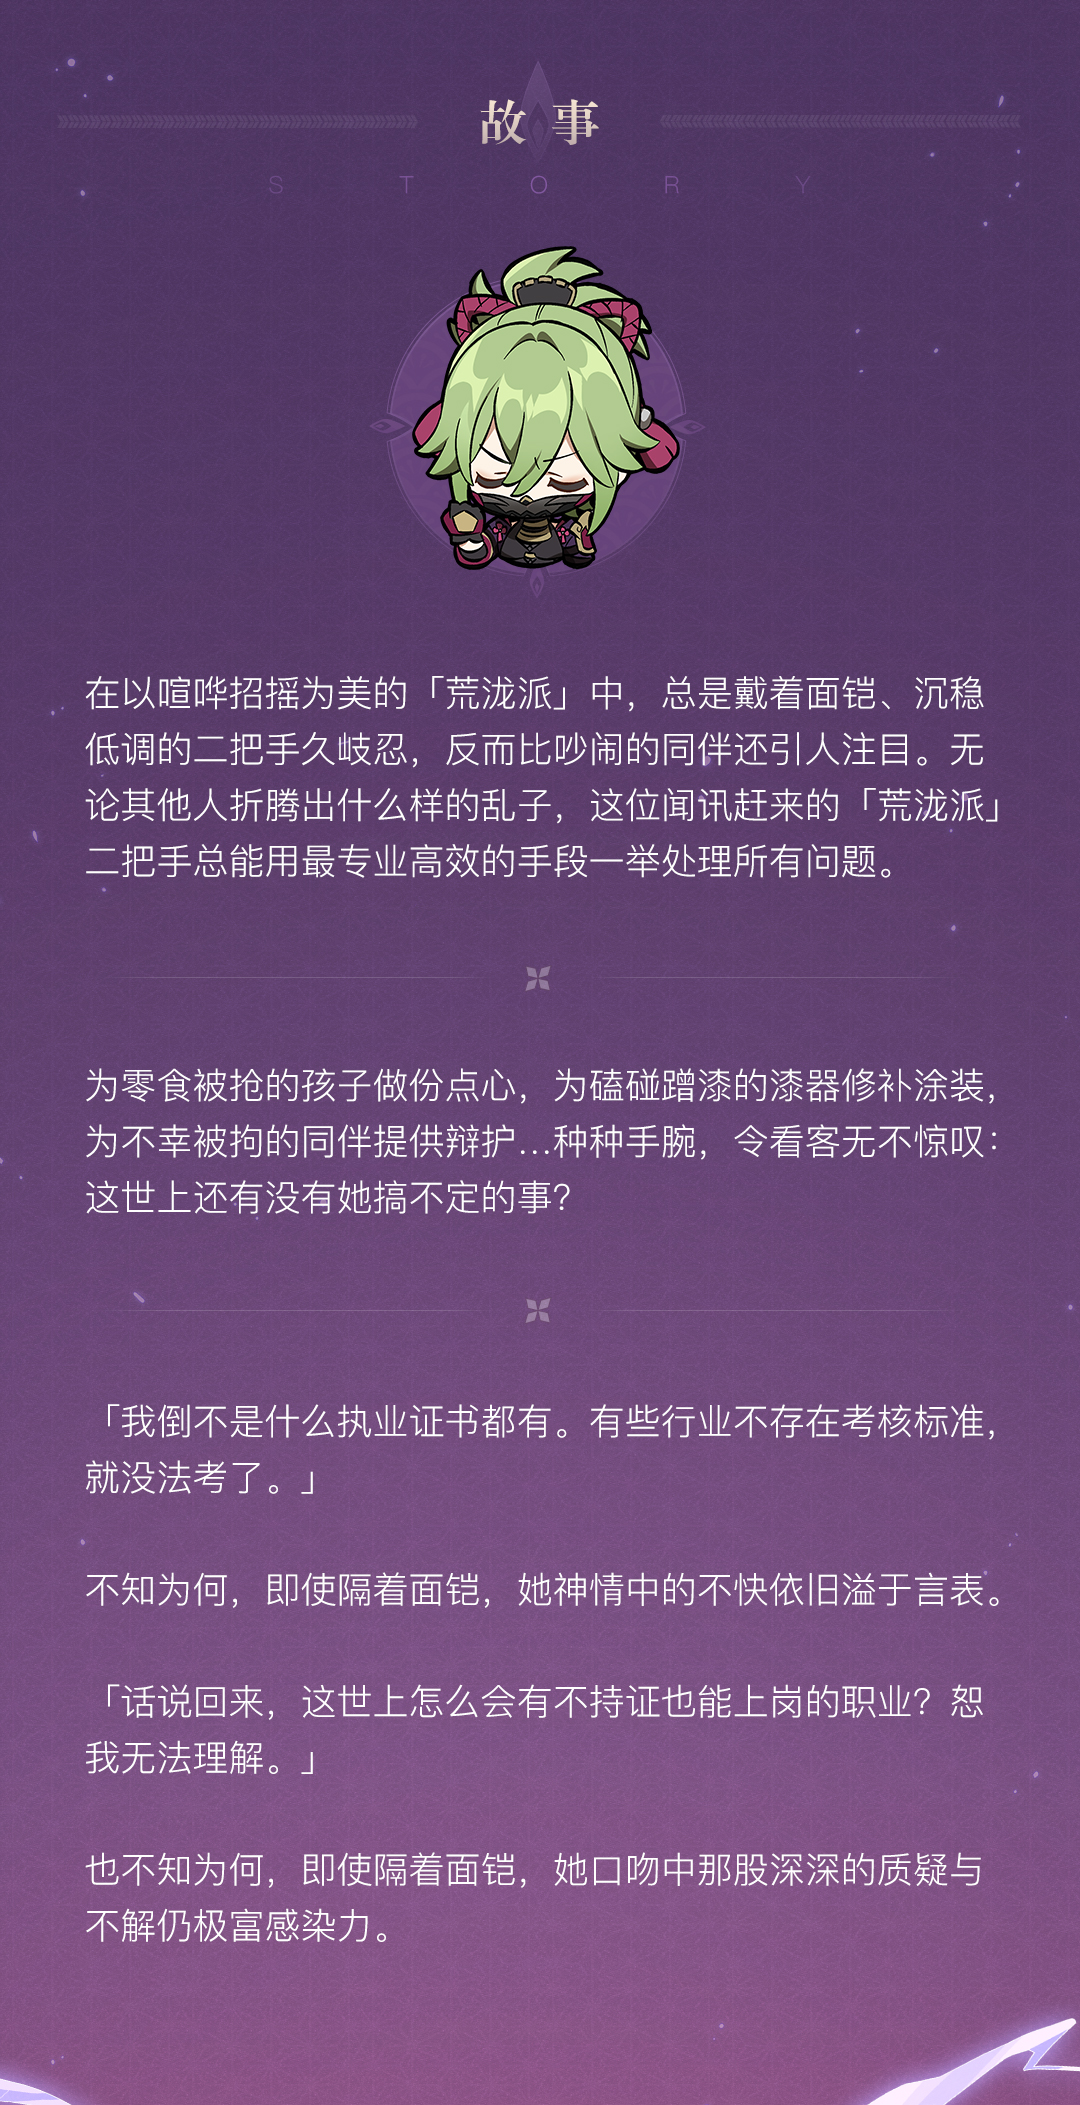 故事
STORY
在以喧哗招摇为美的「荒泷派」中，总是戴着面铠、沉稳
低调的二把手久岐忍，反而比吵闹的同伴还引人注目。无
论其他人折腾出什么样的乱子，这位闻讯赶来的「荒泷派」
二把手总能用最专业高效的手段一举处理所有问题。
为零食被抢的孩子做份点心，为磕碰蹭漆的漆器修补涂装，
为不幸被拘的同伴提供辩护…种种手腕，令看客无不惊叹：
这世上还有没有她搞不定的事？
「我倒不是什么执业证书都有。有些行业不存在考核标准，
就没法考了。」
不知为何，即使隔着面铠，她神情中的不快依旧溢于言表。
「话说回来，这世上怎么会有不持证也能上岗的职业？恕
我无法理解。」
也不知为何，即使隔着面铠，她口吻中那股深深的质疑与
不解仍极富感染力。